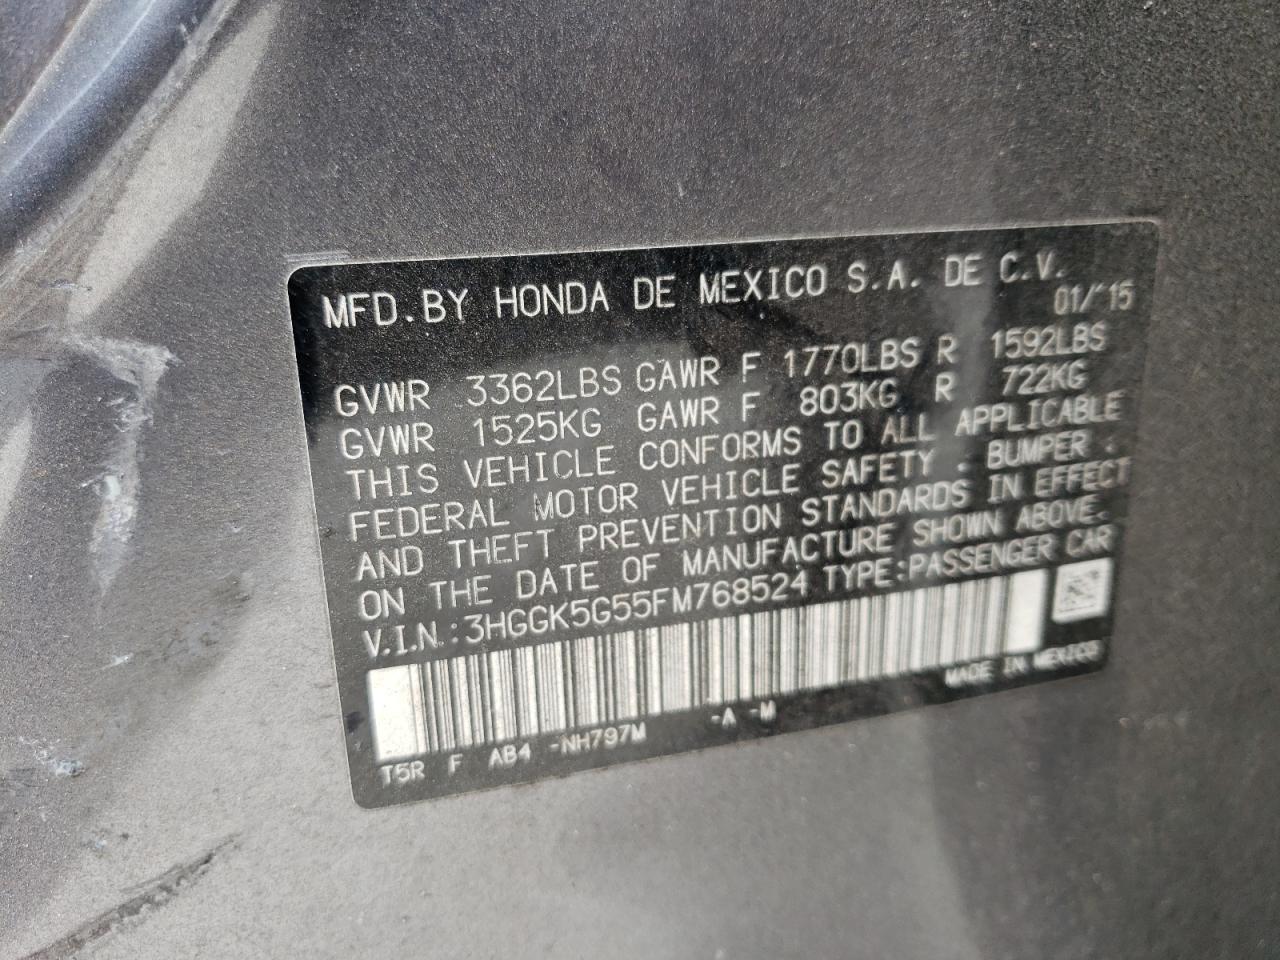 MFD.BY HONDA DE MEXICO S.A. DE C.V.
01/'15
GVWR 3362LBS GAWR F 1770LBS R 1592LBS
GVWR 1525KG GAWR F 803KG R 722KG
THIS VEHICLE CONFORMS TO ALL APPLICABLE
FEDERAL MOTOR VEHICLE SAFETY , BUMPER ,
AND THEFT PREVENTION STANDARDS IN EFFECT
ON THE DATE OF MANUFACTURE SHOWN ABOVE.
V.I.N.:3HGGK5G55FM768524 TYPE:PASSENGER CAR
MADE IN MEXICO
T5R F AB4 -NH797M -A -M